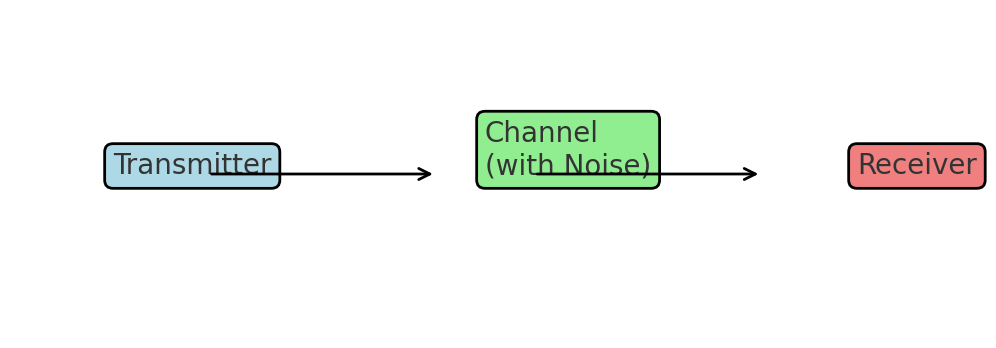 Transmitter
Channel
(with Noise)
Receiver